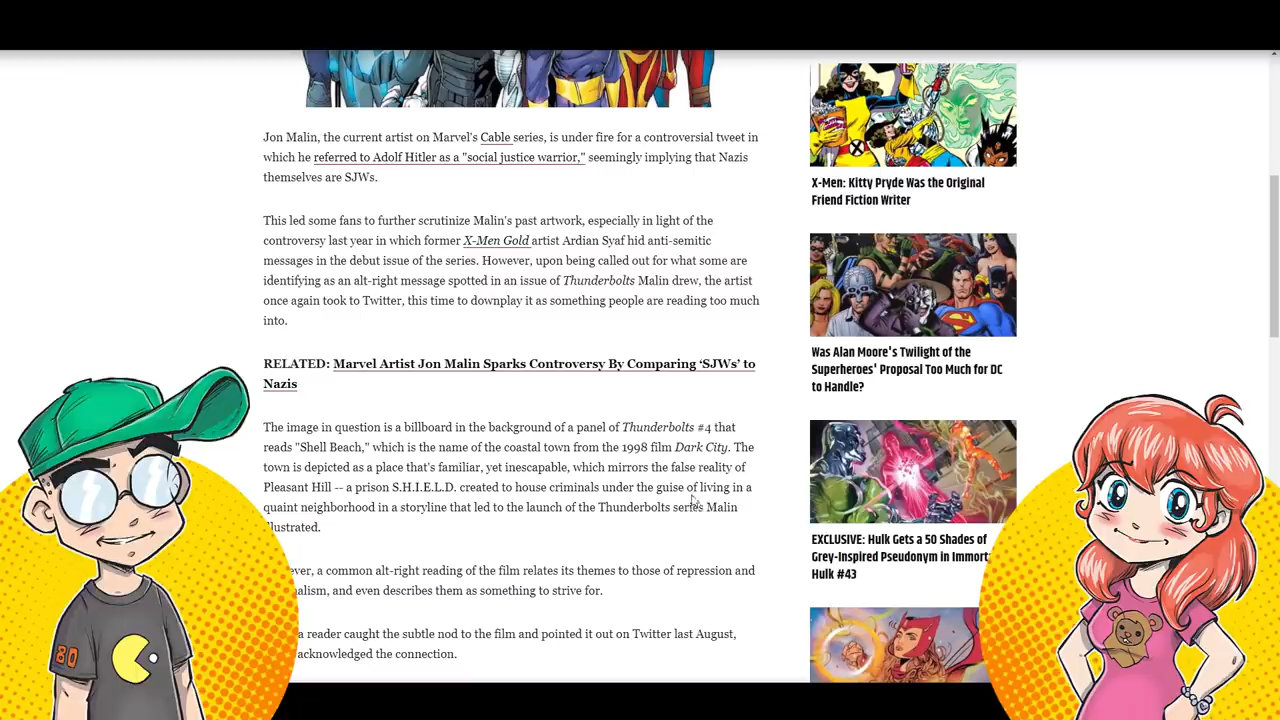 Jon Malin, the current artist on Marvel's Cable series, is under fire for a controversial tweet in
which he referred to Adolf Hitler as a "social justice warrior," seemingly implying that Nazis
themselves are SJWs.
This led some fans to further scrutinize Malin's past artwork, especially in light of the
controversy last year in which former X-Men Gold artist Ardian Syaf hid anti-semitic
messages in the debut issue of the series. However, upon being called out for what some are
identifying as an alt-right message spotted in an issue of Thunderbolts Malin drew, the artist
once again took to Twitter, this time to downplay it as something people are reading too much
into.
RELATED: Marvel Artist Jon Malin Sparks Controversy By Comparing ‘SJWs’ to
Nazis
The image in question is a billboard in the background of a panel of Thunderbolts #4 that
reads "Shell Beach," which is the name of the coastal town from the 1998 film Dark City. The
town is depicted as a place that's familiar, yet inescapable, which mirrors the false reality of
Pleasant Hill -- a prison S.H.I.E.L.D. created to house criminals under the guise of living in a
quaint neighborhood in a storyline that led to the launch of the Thunderbolts series Malin
illustrated.
a common alt-right reading of the film relates its themes to those of repression and
and even describes them as something to strive for.
a reader caught the subtle nod to the film and pointed it out on Twitter last August,
acknowledged the connection.
X-Men: Kitty Pryde Was the Original
Friend Fiction Writer
Was Alan Moore's Twilight of the
Superheroes' Proposal Too Much for DC
to Handle?
EXCLUSIVE: Hulk Gets a 50 Shades of
Grey-Inspired Pseudonym in
Hulk #43
80